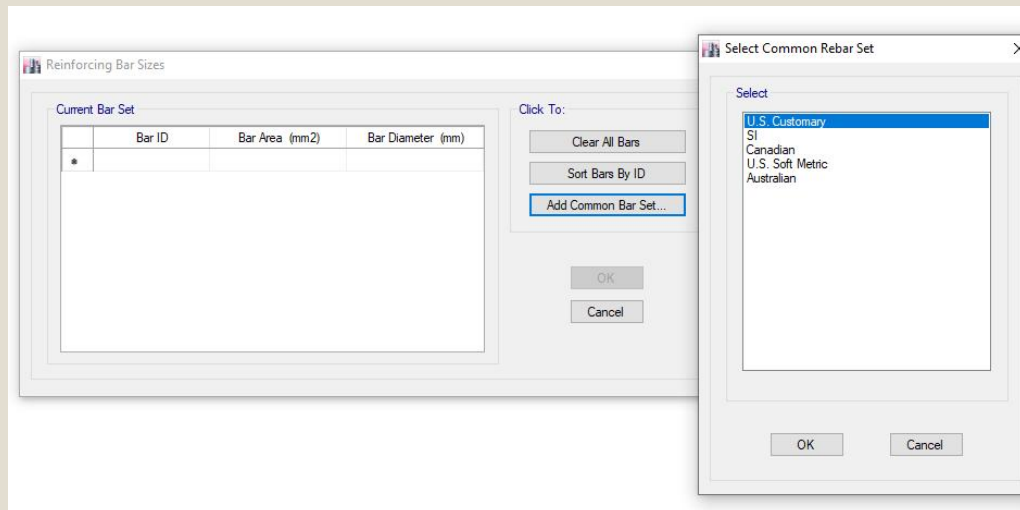 Reinforcing Bar Sizes
Current Bar Set
Bar ID Bar Area (mm2) Bar Diameter (mm)
*
Click To:
Clear All Bars
Sort Bars By ID
Add Common Bar Set...
OK
Cancel
Select Common Rebar Set
Select
U.S. Customary
SI
Canadian
U.S. Soft Metric
Australian
OK
Cancel